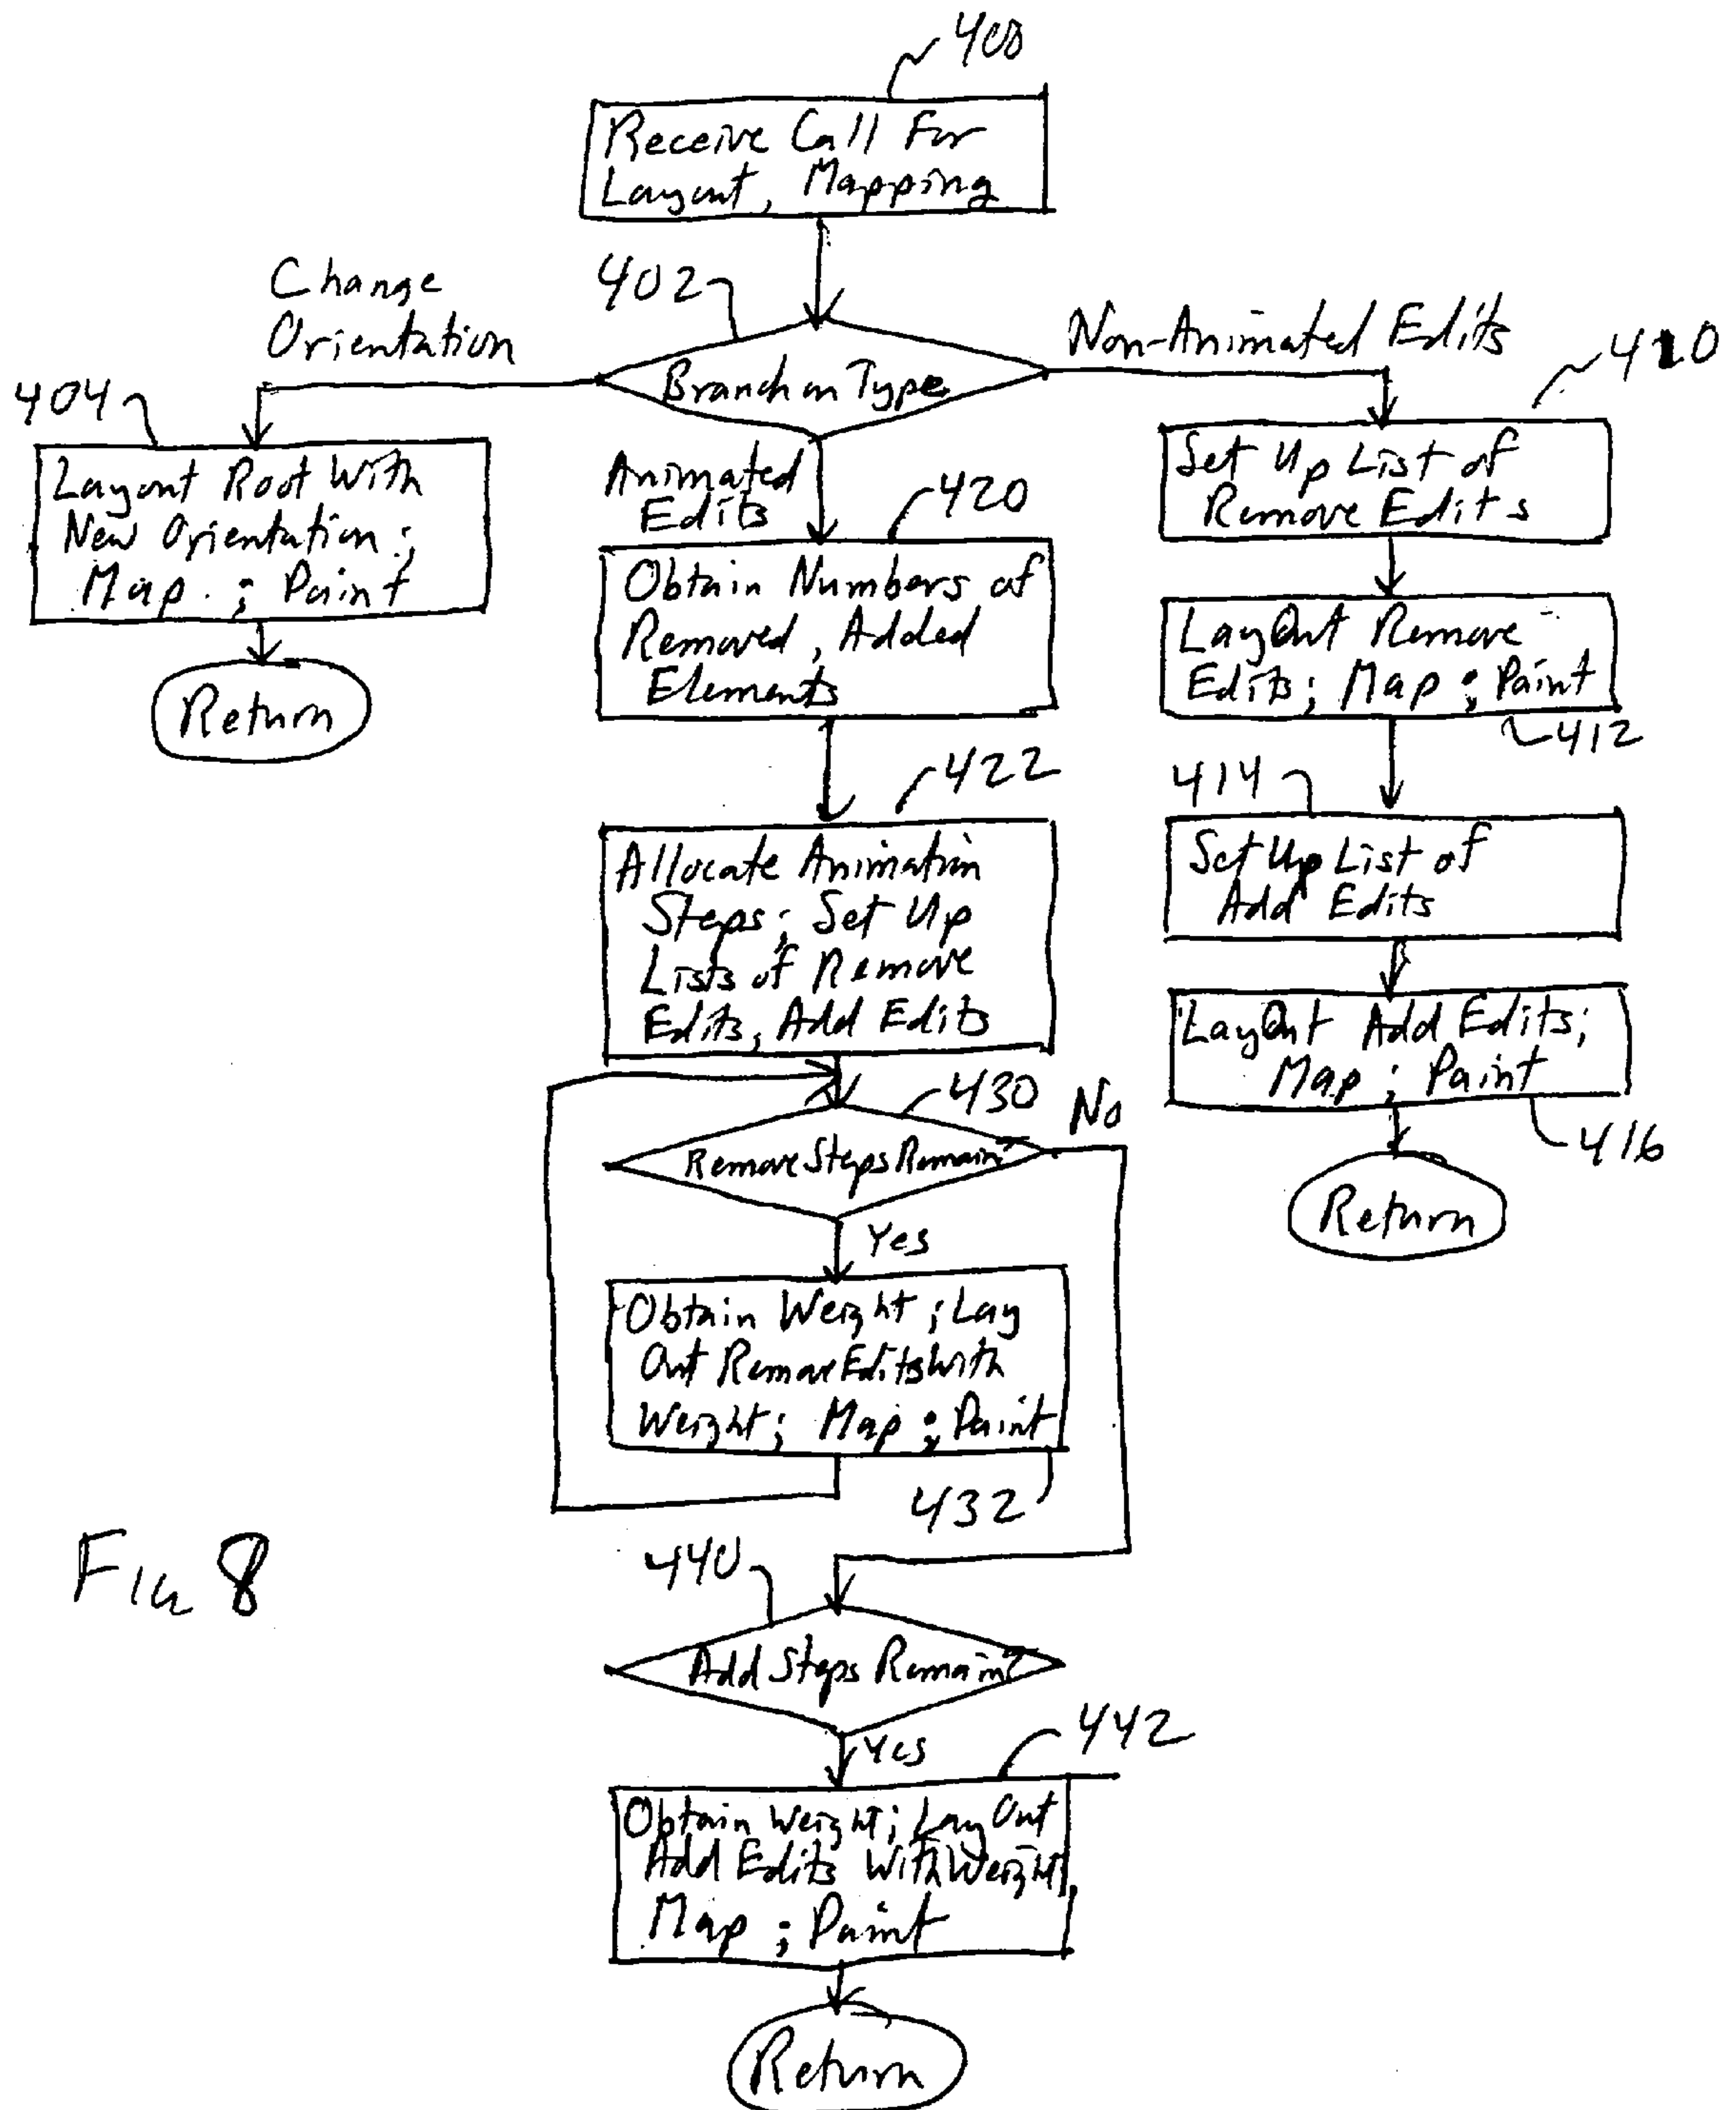 400
Receive Call For
Layout, Mapping
402
Change
Orientation
Non-Animated Edits
Branch on Type
404
Layout Root With
New Orientation;
Map ; Paint
Return
Animated
Edits
420
Obtain Numbers of
Removed, Added
Elements
422
Allocate Animation
Steps; Set Up
Lists of Remove
Edits, Add Edits
430
Remove Steps Remain?
No
Yes
Obtain Weight; Lay
Out Remove Edits With
Weight; Map ; Paint
432
440
Add Steps Remain?
Yes
442
Obtain Weight; Lay Out
Add Edits With Weight;
Map ; Paint
Return
410
Set Up List of
Remove Edits
LayOut Remove
Edits; Map ; Paint
412
414
Set Up List of
Add Edits
LayOut Add Edits;
Map ; Paint
416
Return
Fig 8